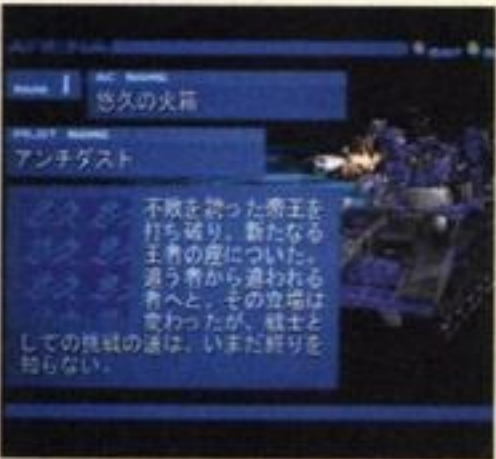 RANK 1
AC NAME
悠久の火箱
PILOT NAME
アンチダスト
不敗を誇った帝王を
打ち破り、新たなる
王者の座についた。
追う者から追われる
者へと、その立場は
変わったが、戦士と
しての挑戦の道は、いまだ終りを
知らない。